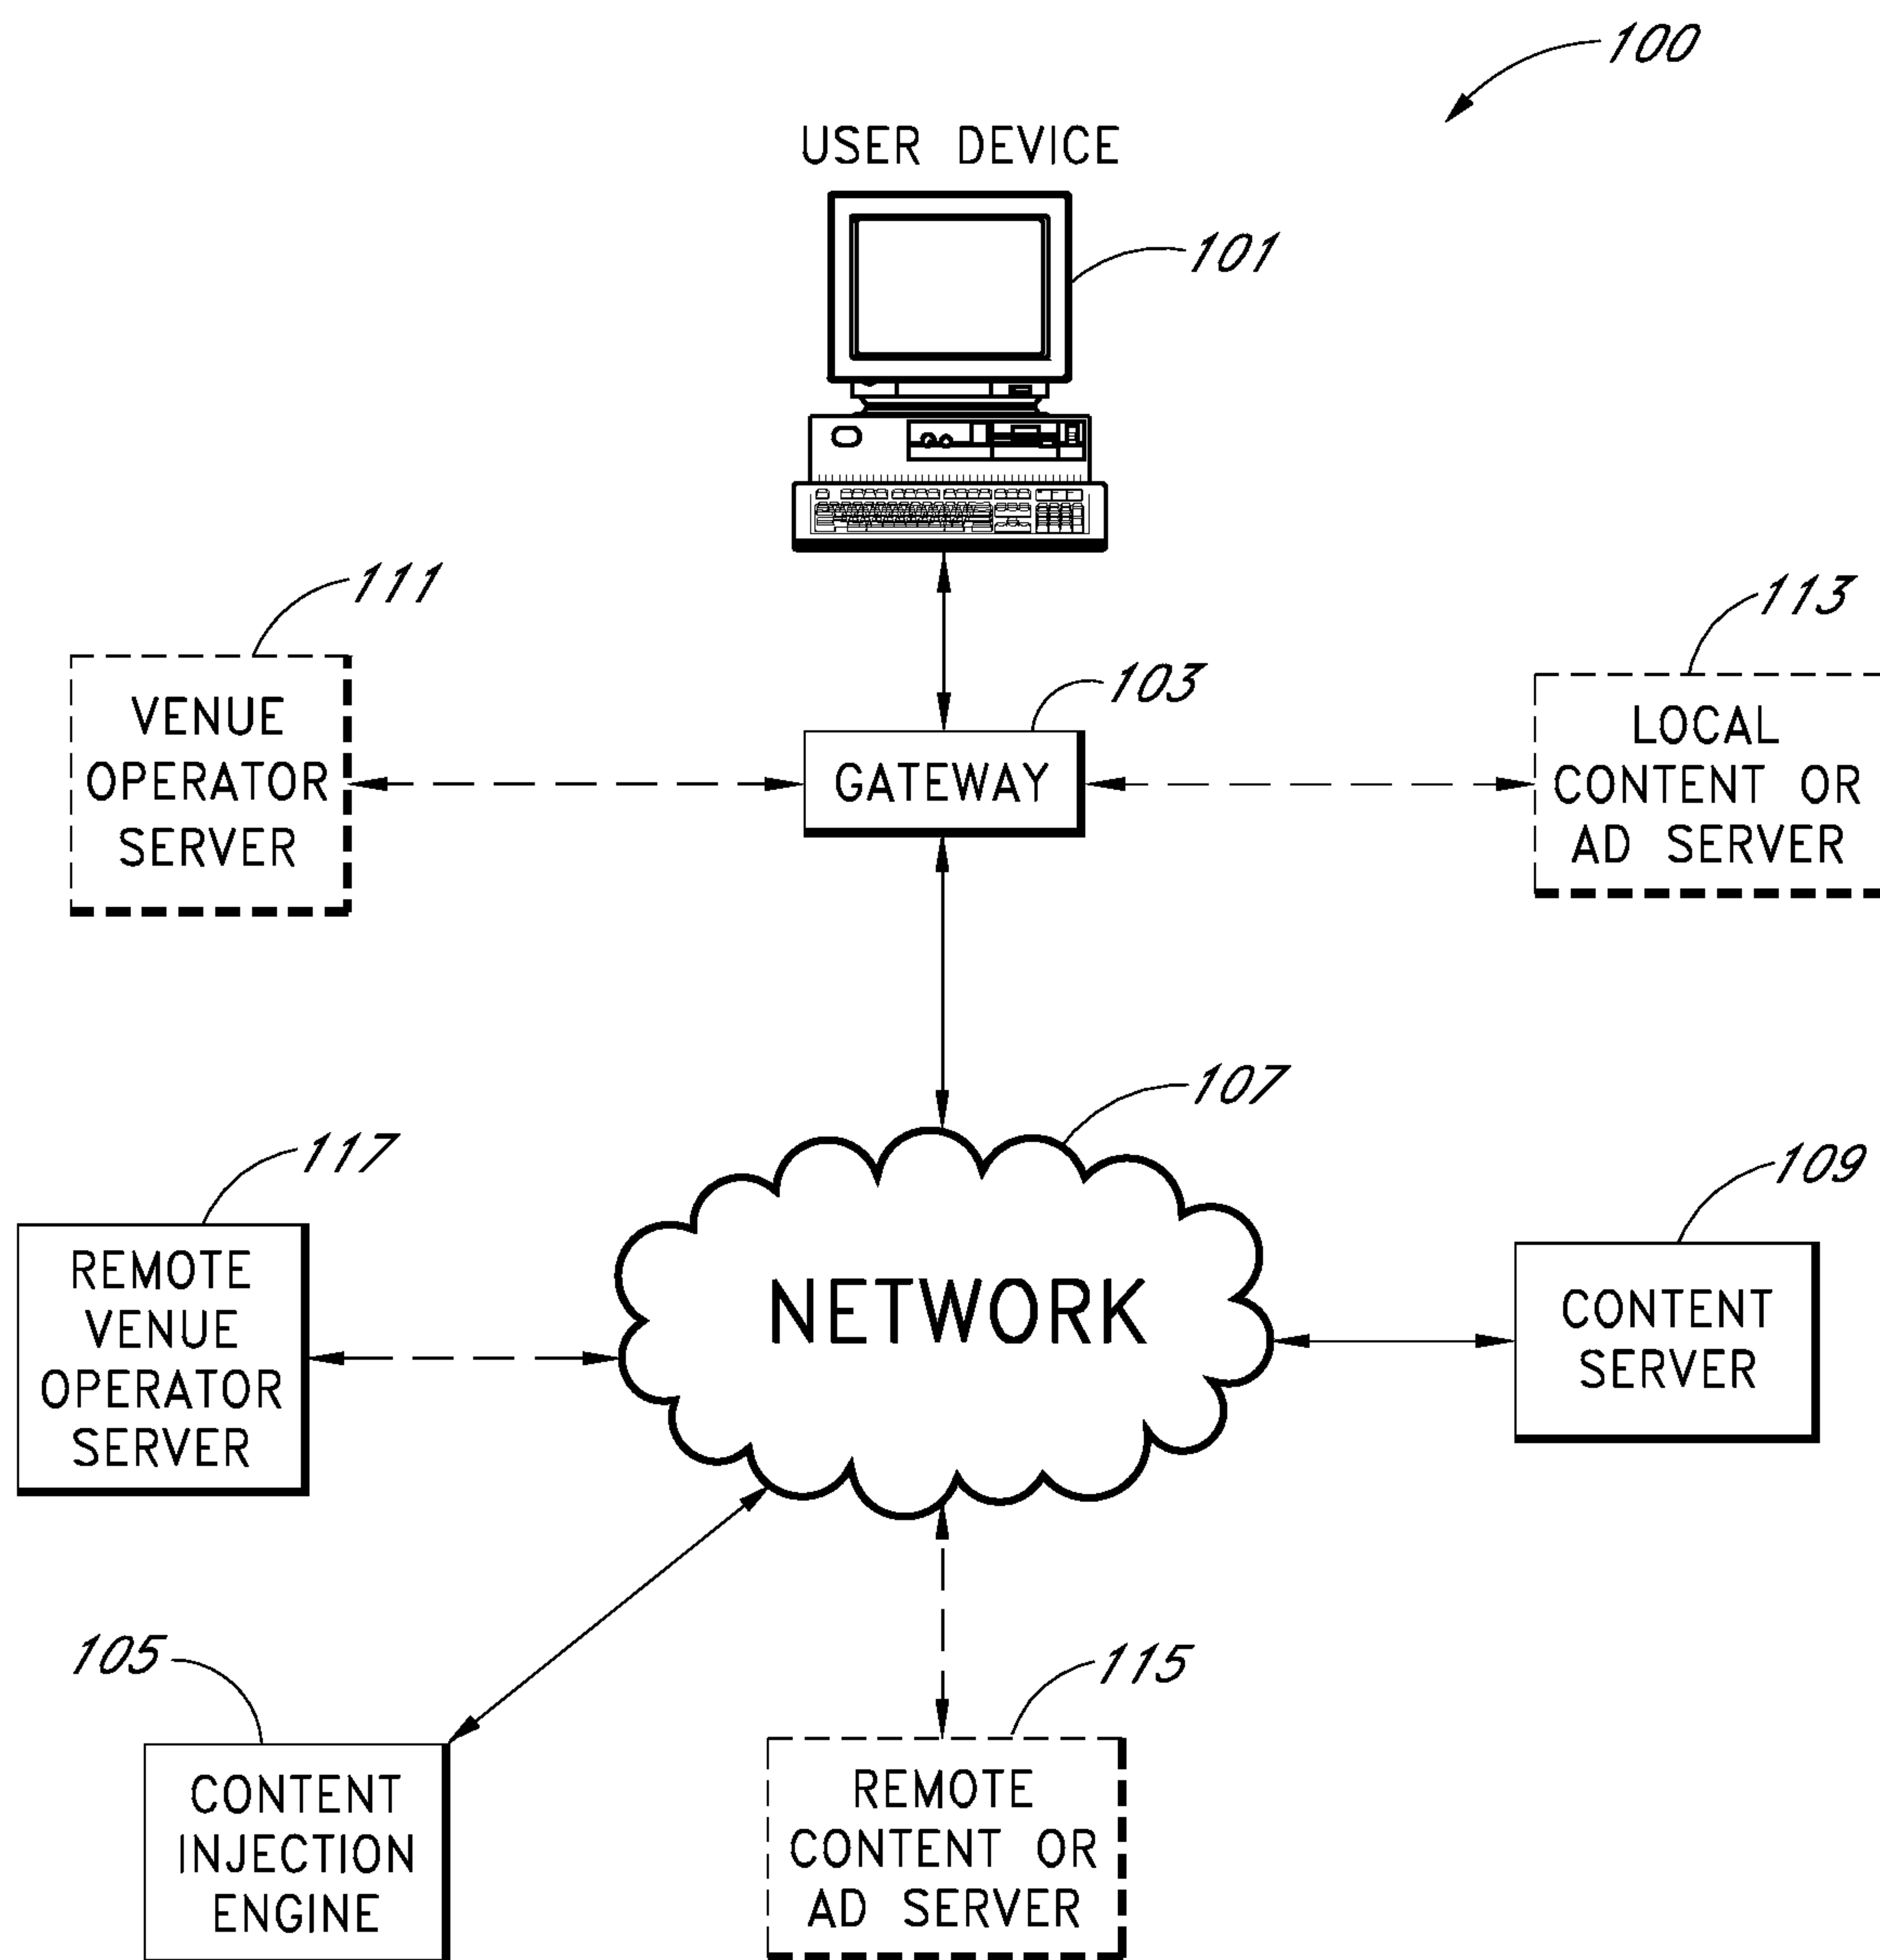 100
USER DEVICE
101
111
113
103
VENUE
OPERATOR
SERVER
GATEWAY
LOCAL
CONTENT OR
AD SERVER
107
117
109
REMOTE
VENUE
OPERATOR
SERVER
NETWORK
CONTENT
SERVER
105
115
CONTENT
INJECTION
ENGINE
REMOTE
CONTENT OR
AD SERVER